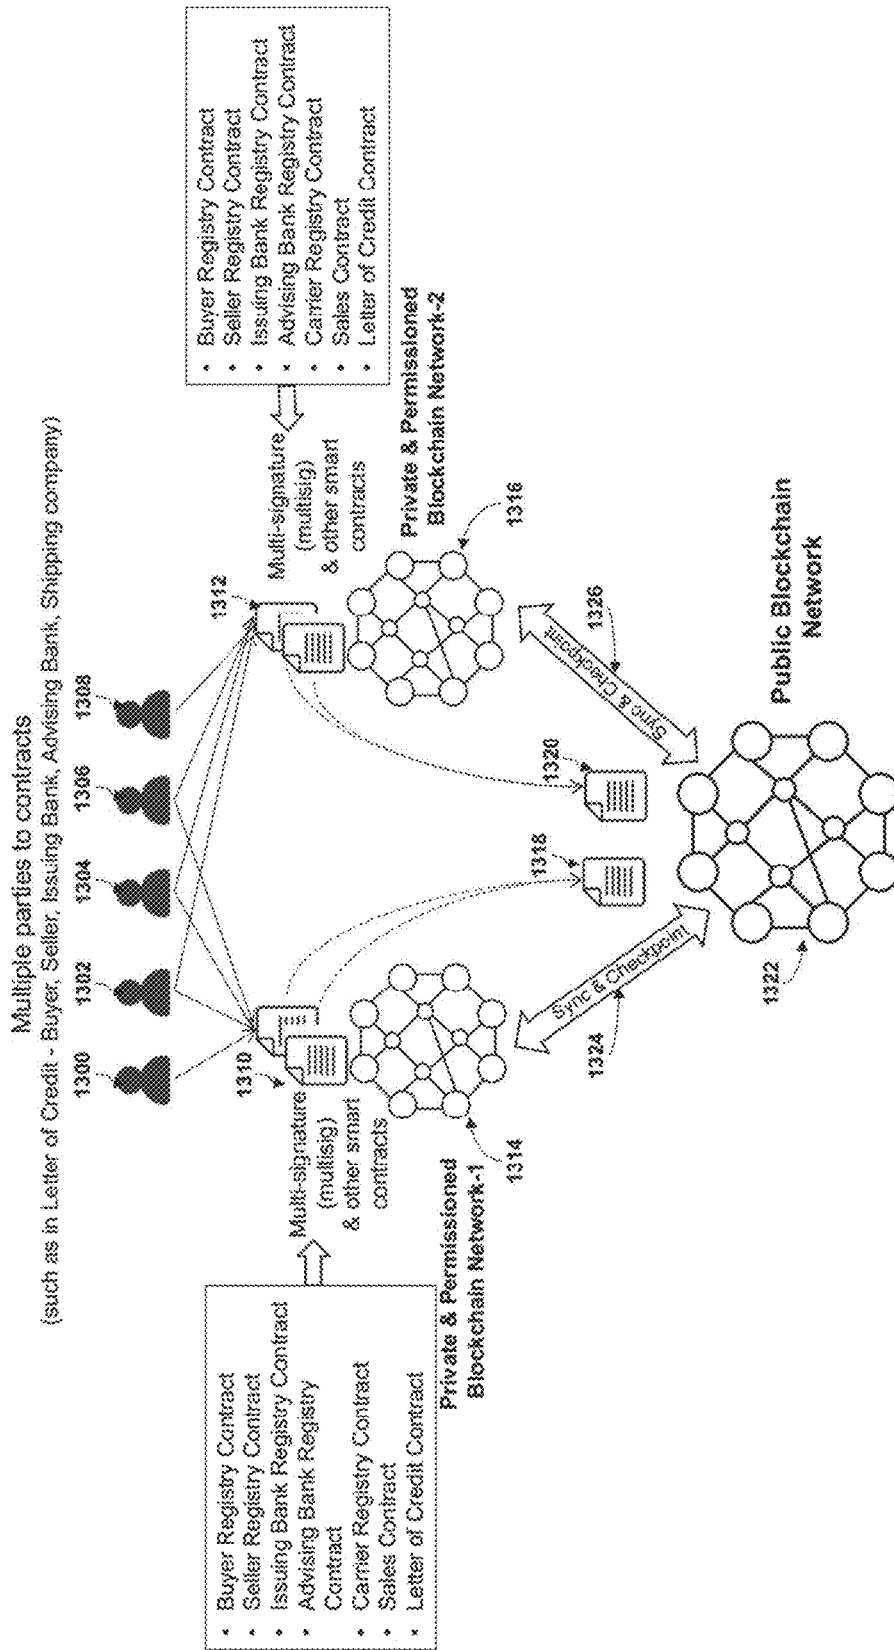 Multiple parties to contracts
(such as in Letter of Credit - Buyer, Seller, Issuing Bank, Advising Bank, Shipping company)
1300
1302
1304
1306
1308
• Buyer Registry Contract
• Seller Registry Contract
• Issuing Bank Registry Contract
• Advising Bank Registry
Contract
• Carrier Registry Contract
• Sales Contract
• Letter of Credit Contract
1310
Multi-signature
(multisig)
& other smart
contracts
Private & Permissioned
Blockchain Network-1
1314
1312
Multi-signature
(multisig)
& other smart
contracts
Private & Permissioned
Blockchain Network-2
1316
• Buyer Registry Contract
• Seller Registry Contract
• Issuing Bank Registry Contract
• Advising Bank Registry Contract
• Carrier Registry Contract
• Sales Contract
• Letter of Credit Contract
1318
1320
Sync & Checkpoint
1324
Sync & Checkpoint
1326
1322
Public Blockchain
Network